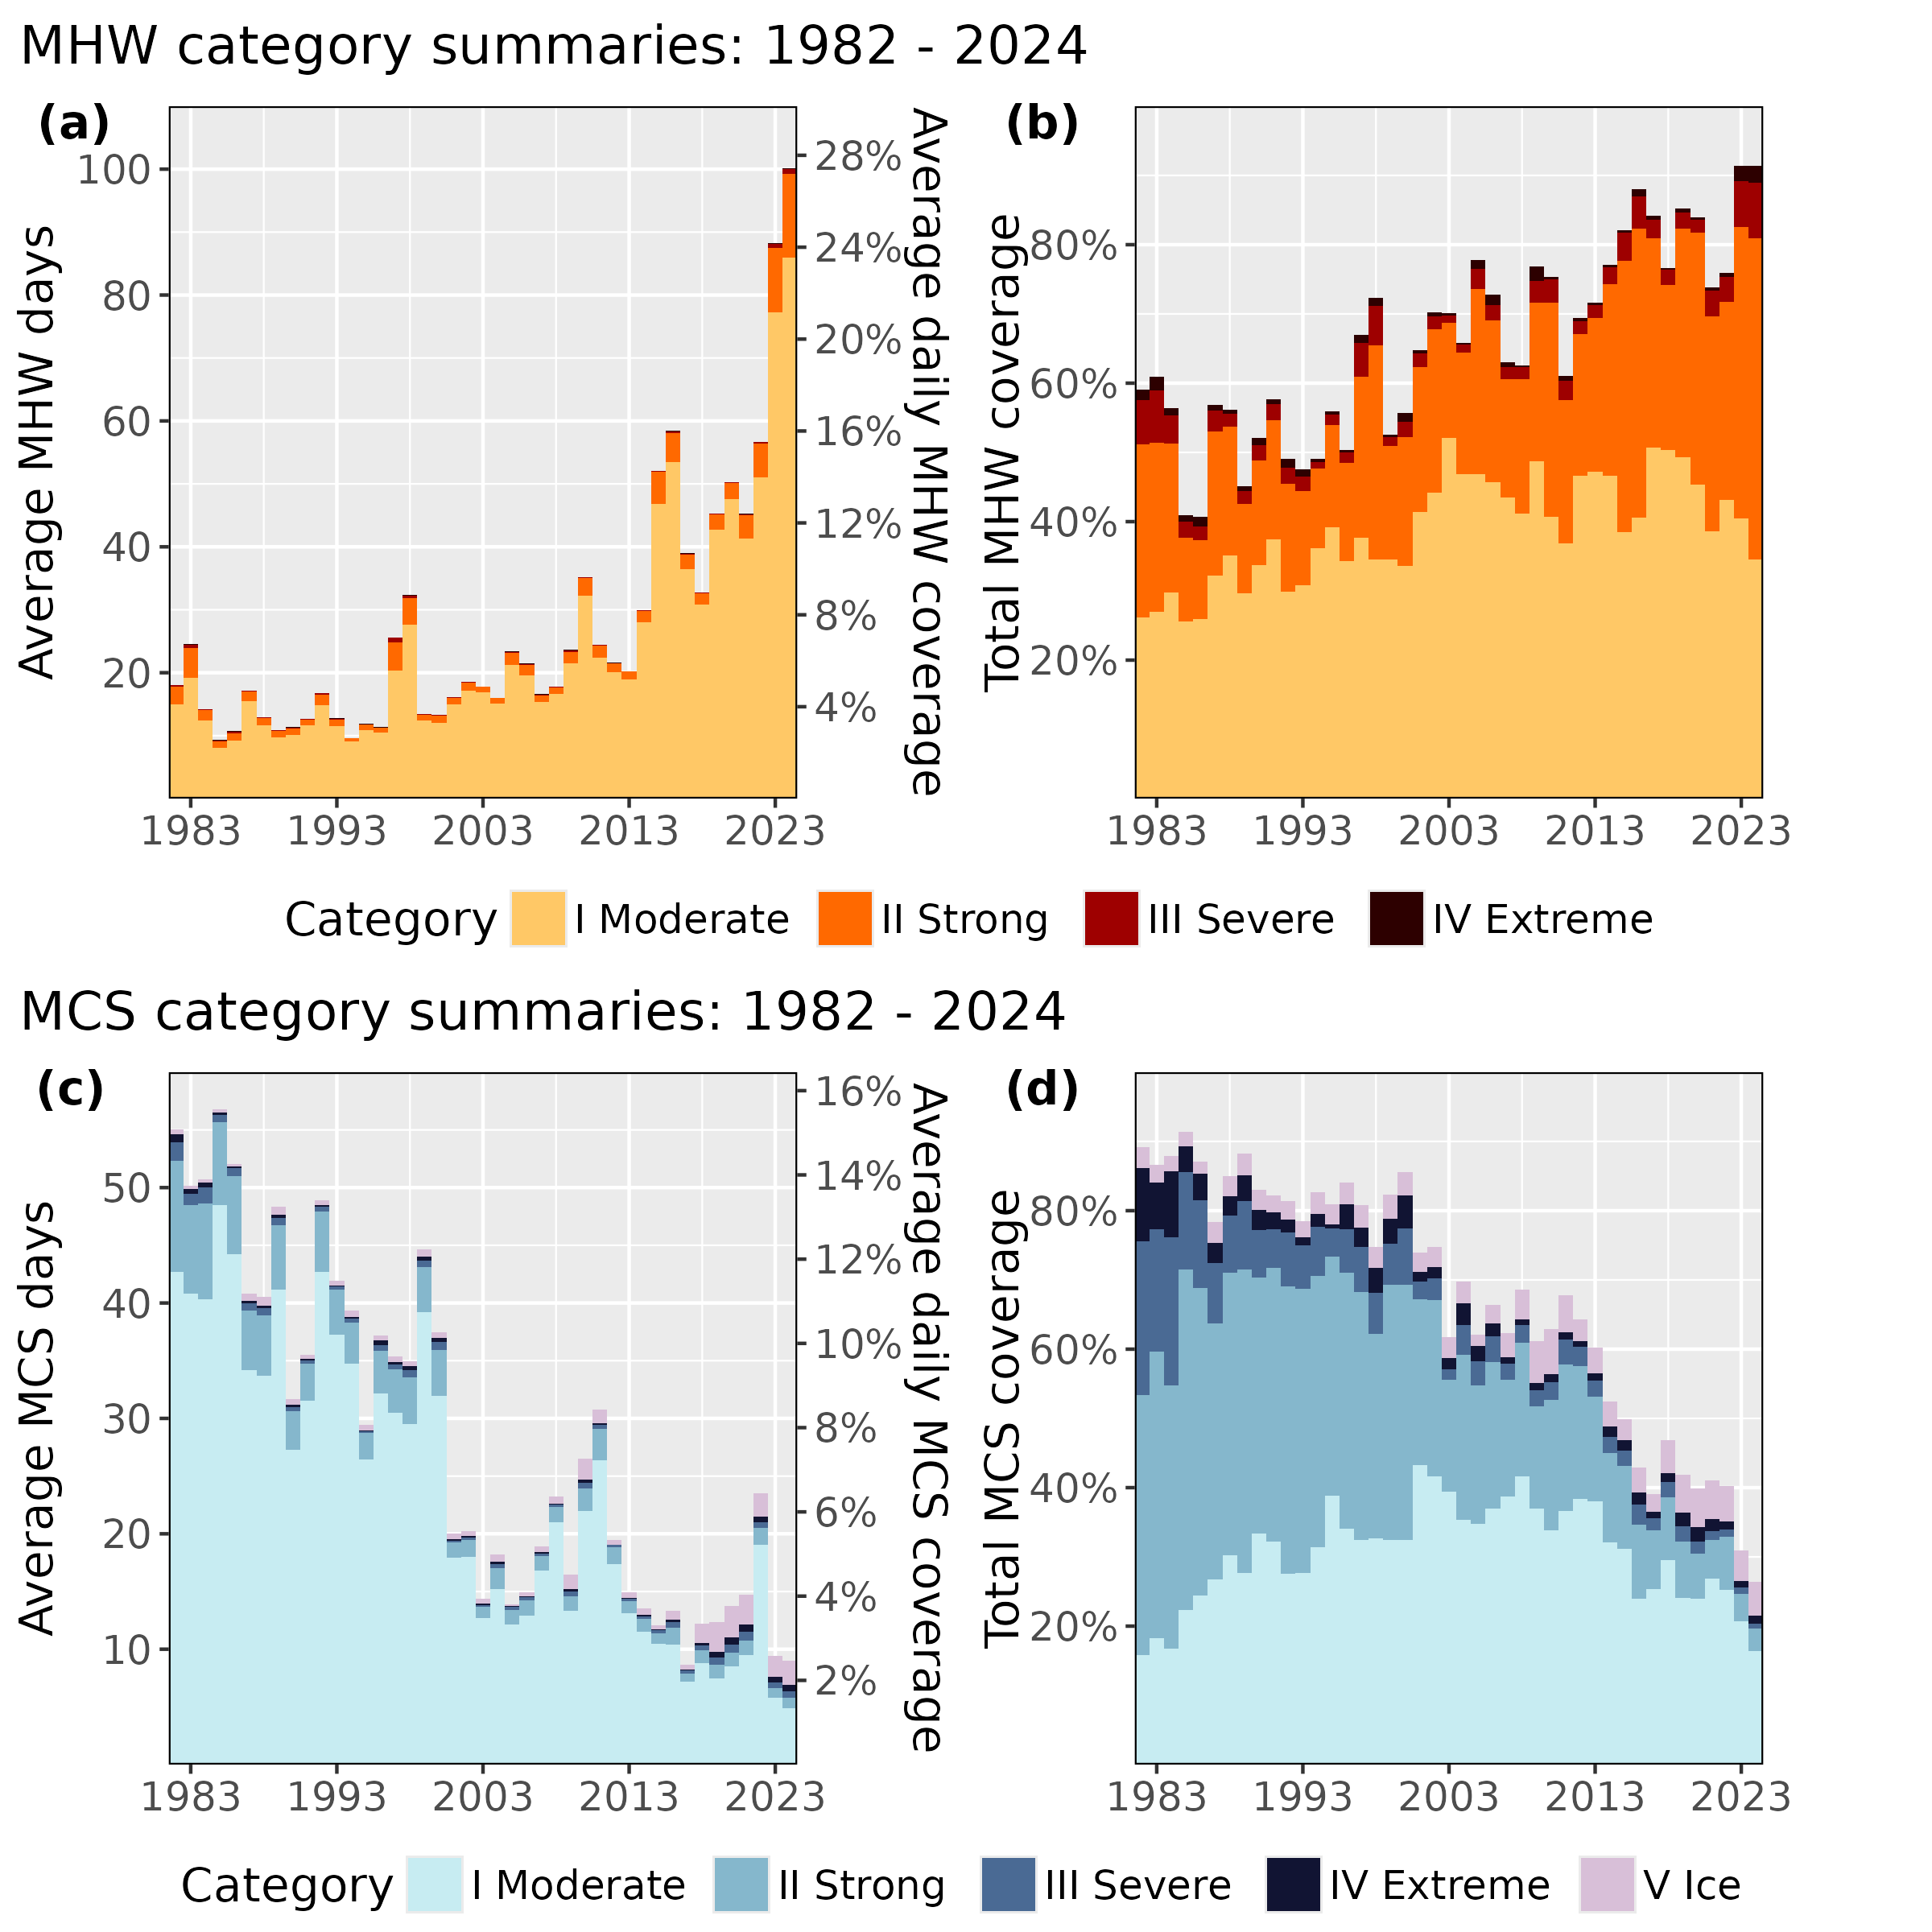 MHW category summaries: 1982 - 2024
(a)
Average MHW days
100
80
60
40
20
28%
24%
20%
16%
12%
8%
4%
Average daily MHW coverage
1983 1993 2003 2013 2023
(b)
Total MHW coverage
80%
60%
40%
20%
1983 1993 2003 2013 2023
Category I Moderate II Strong III Severe IV Extreme
MCS category summaries: 1982 - 2024
(c)
Average MCS days
50
40
30
20
10
16%
14%
12%
10%
8%
6%
4%
2%
Average daily MCS coverage
1983 1993 2003 2013 2023
(d)
Total MCS coverage
80%
60%
40%
20%
1983 1993 2003 2013 2023
Category I Moderate II Strong III Severe IV Extreme V Ice